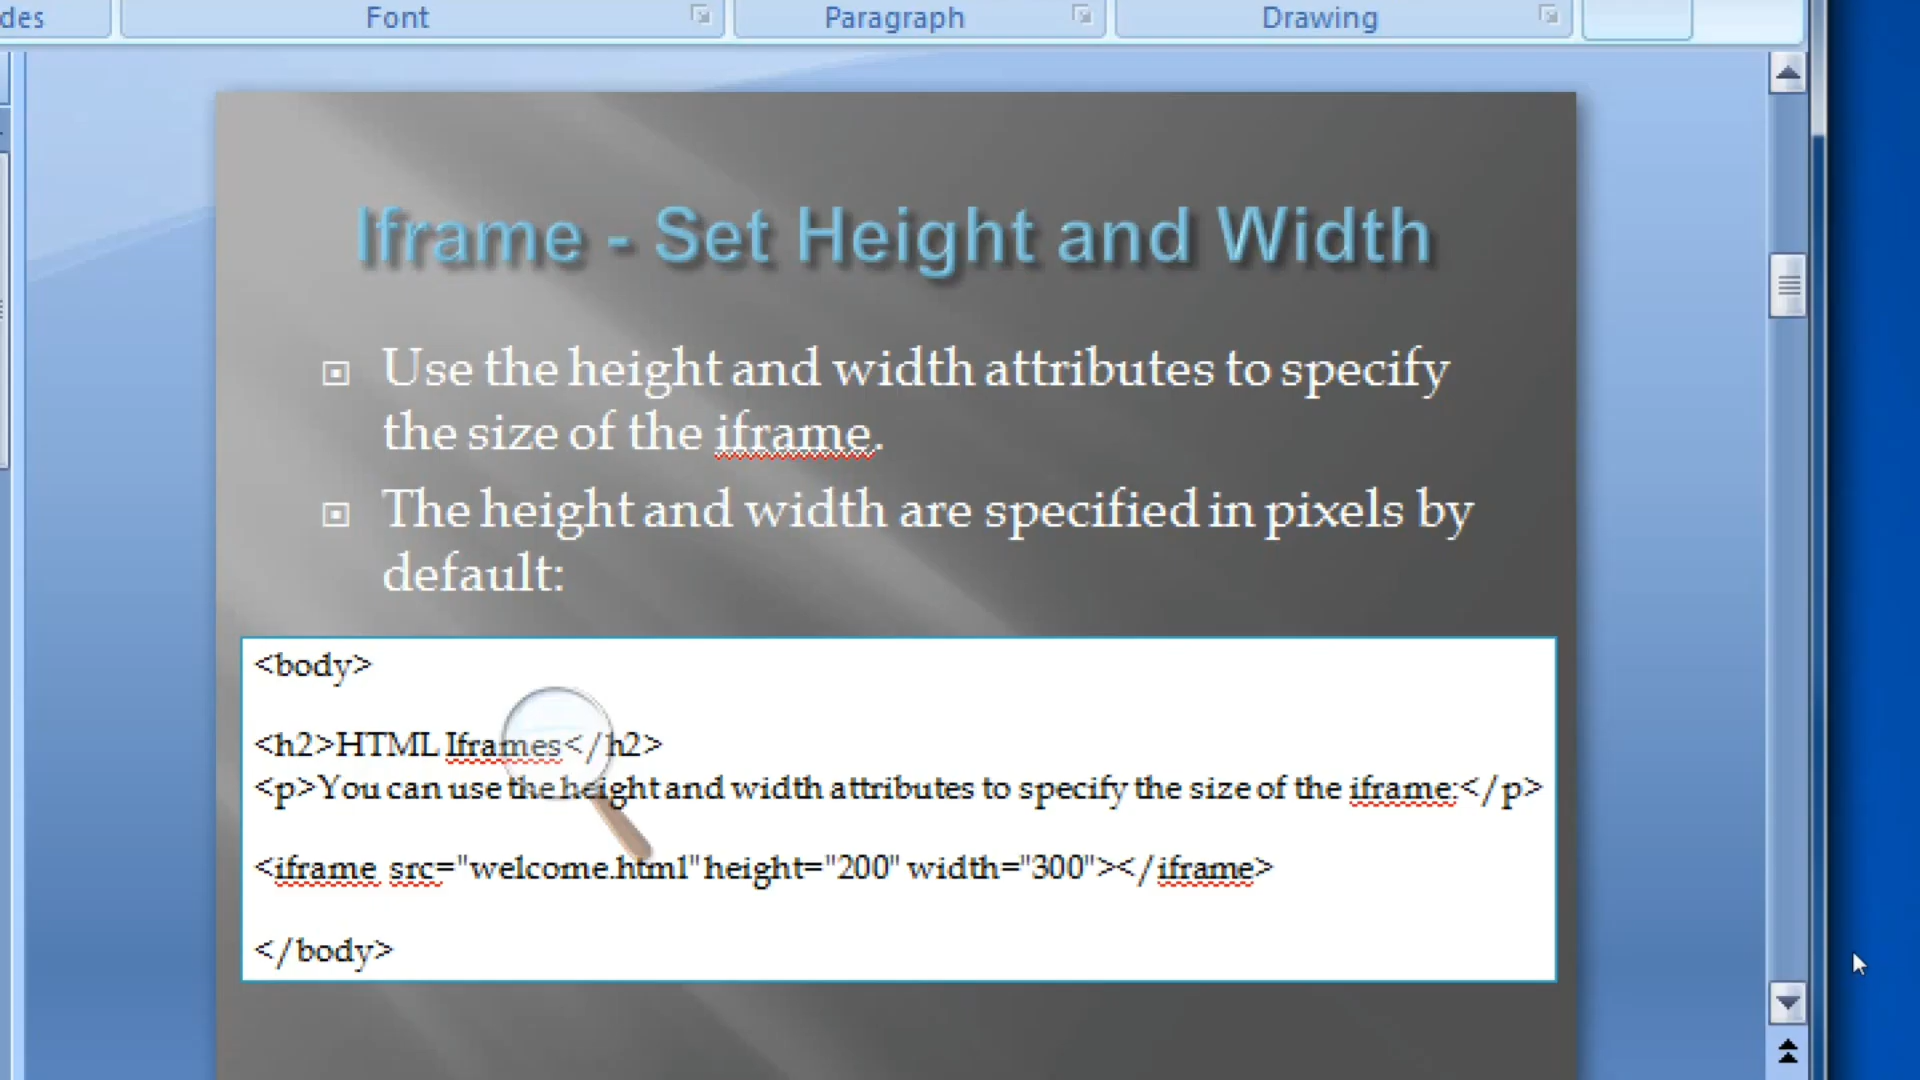 des Font Paragraph Drawing
Iframe - Set Height and Width
Use the height and width attributes to specify
the size of the iframe.
The height and width are specified in pixels by
default:
<body>
<h2>HTML Iframes</h2>
<p>You can use the height and width attributes to specify the size of the iframe:</p>
<iframe src="welcome.html" height="200" width="300"></iframe>
</body>